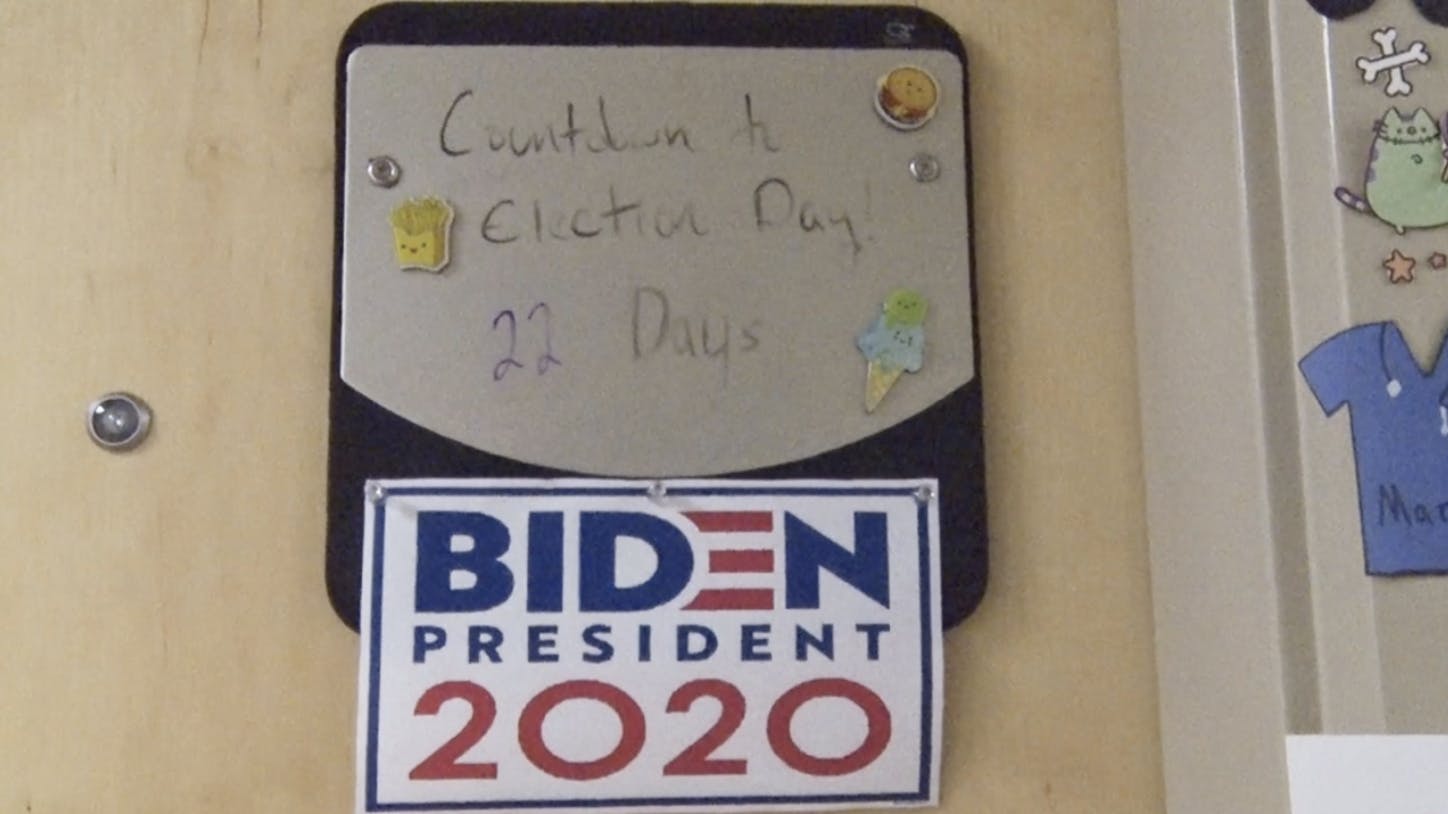 Countdown to
Election Day!
22 Days
BIDEN
PRESIDENT
2020